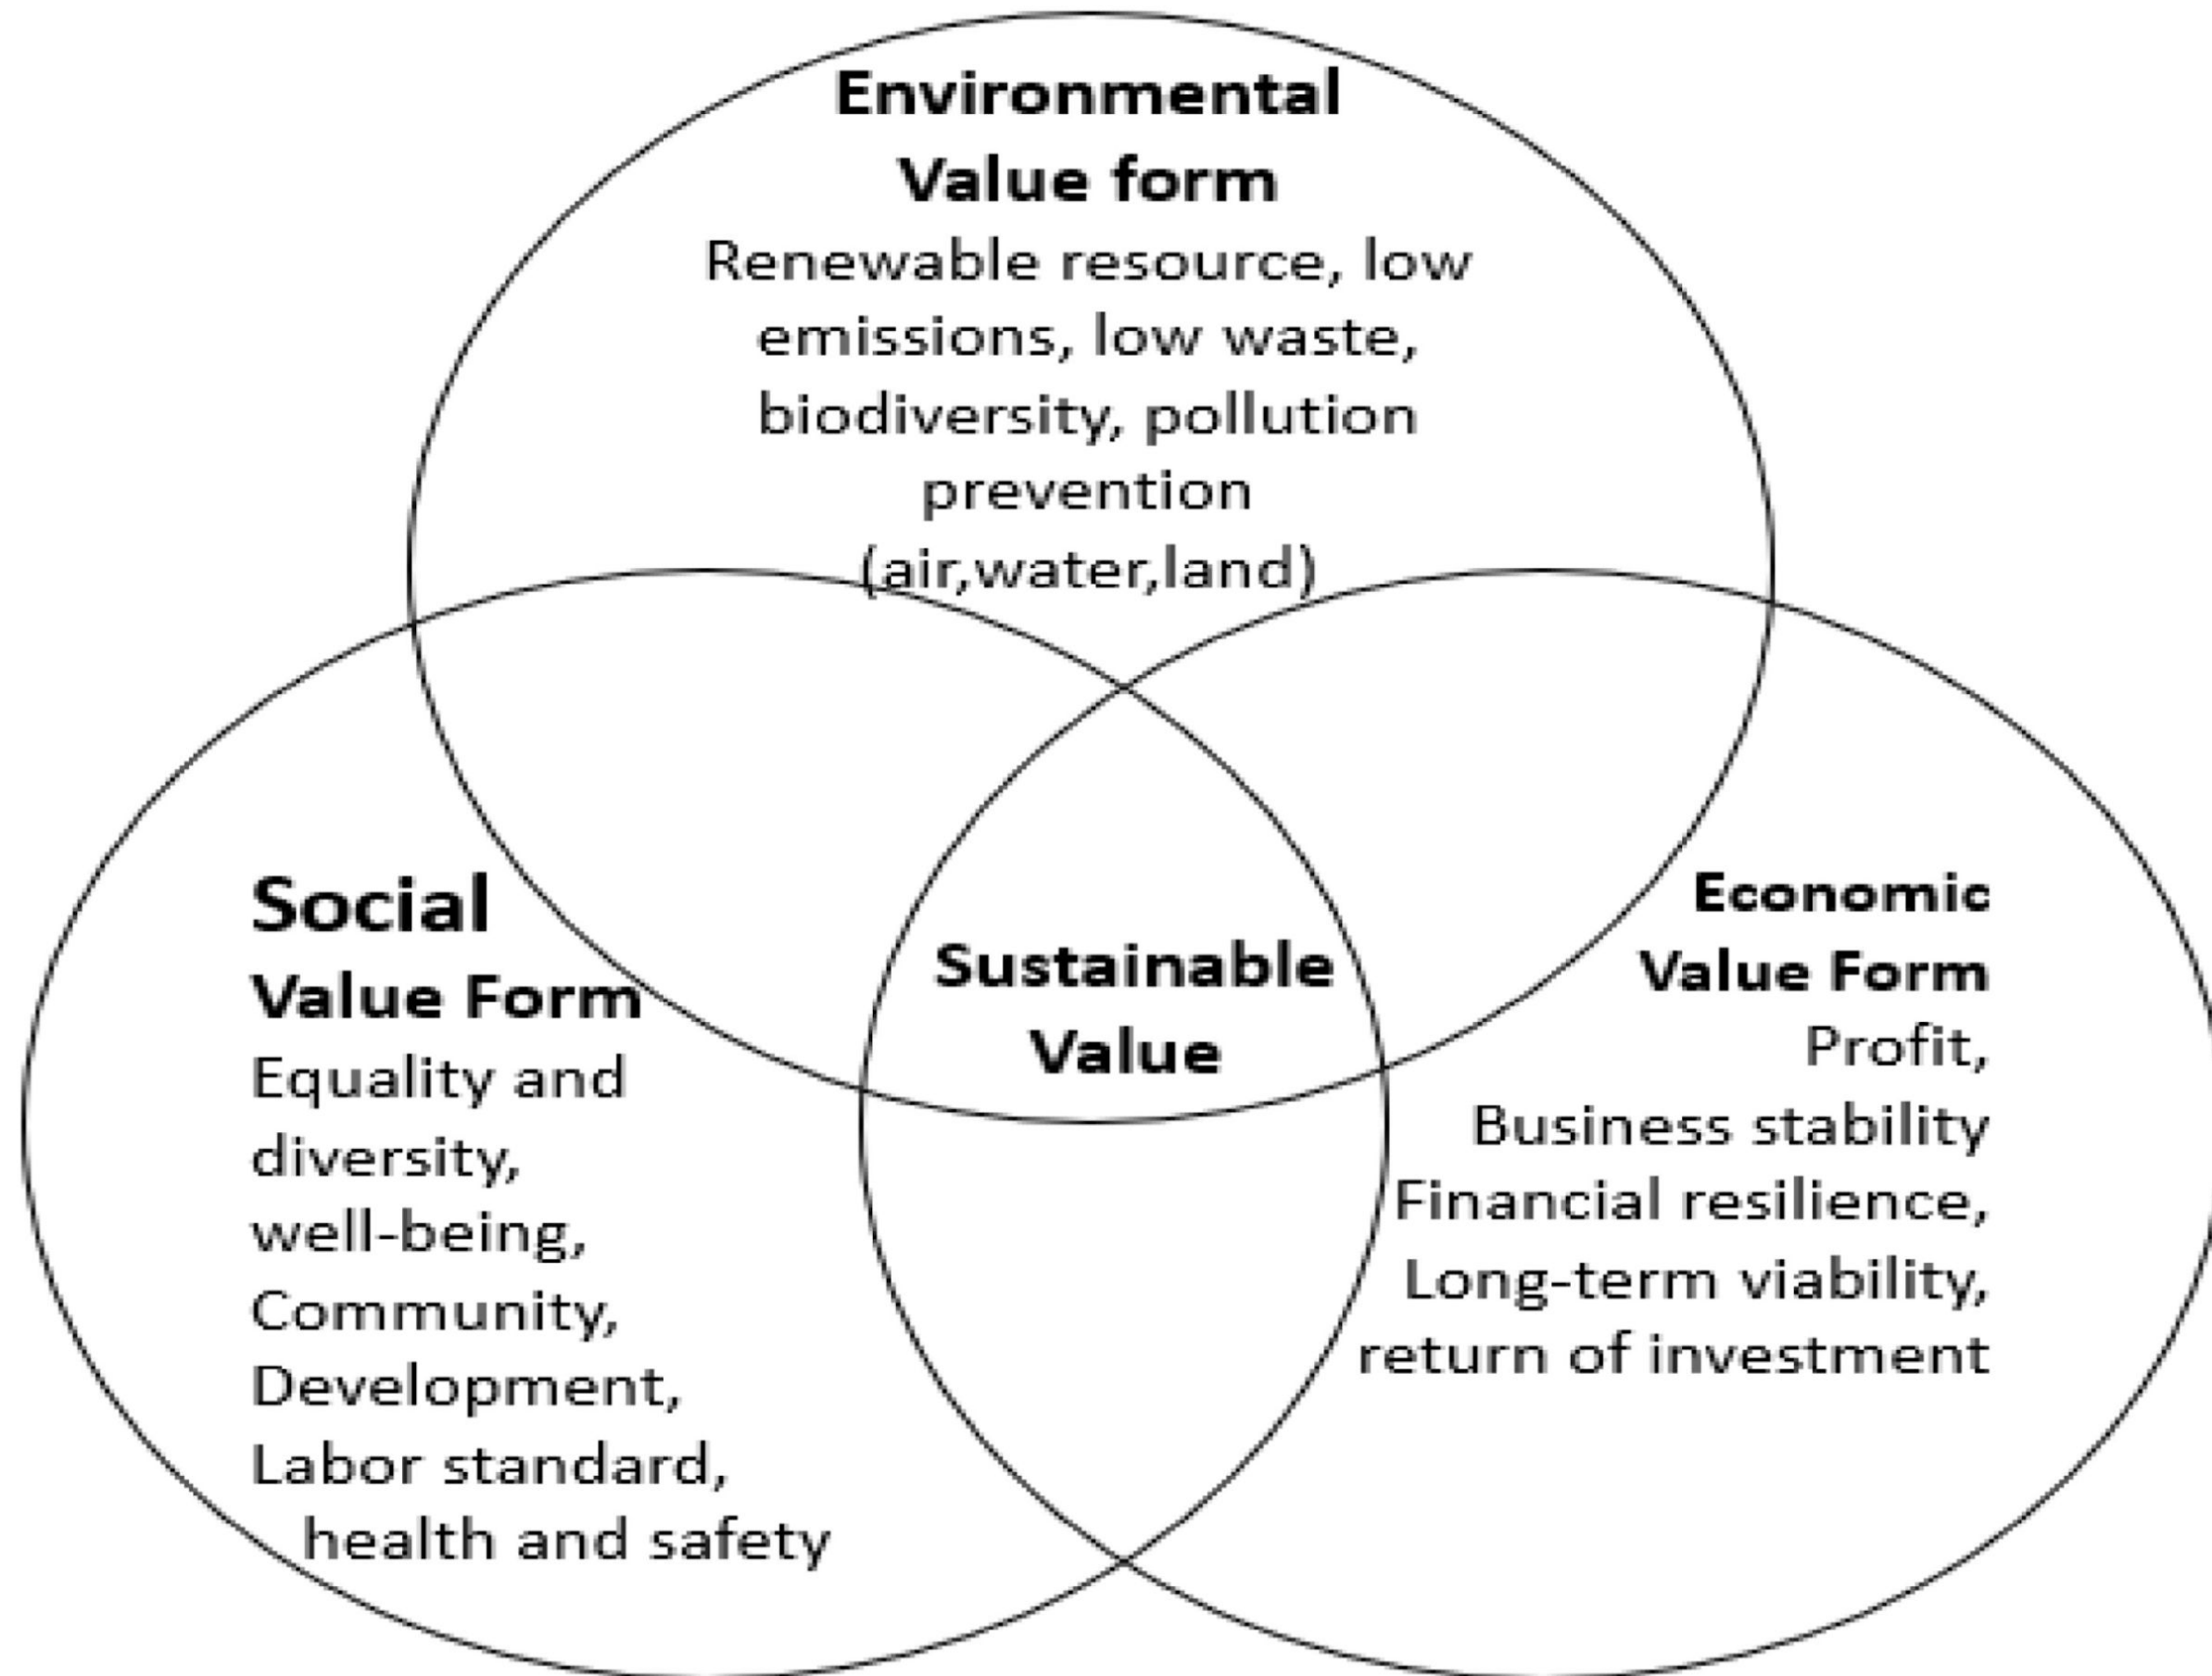 Environmental
Value form
Renewable resource, low
emissions, low waste,
biodiversity, pollution
prevention
(air,water,land)
Social
Value Form
Equality and
diversity,
well-being,
Community,
Development,
Labor standard,
health and safety
Sustainable
Value
Economic
Value Form
Profit,
Business stability
Financial resilience,
Long-term viability,
return of investment